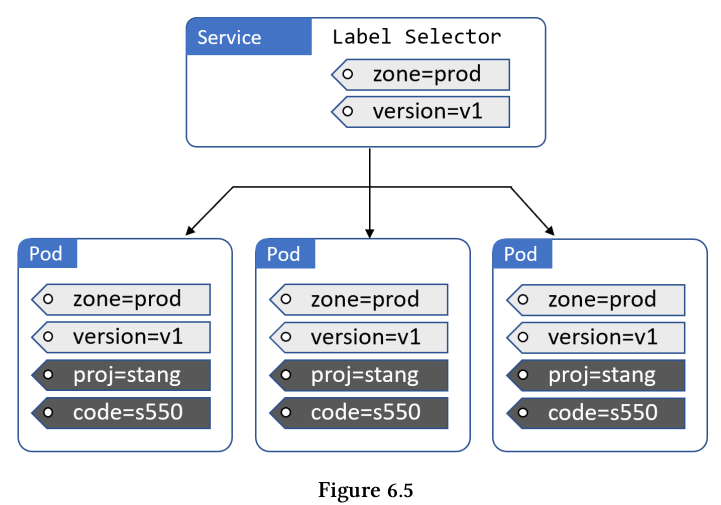 Service
Label Selector
zone=prod
version=v1
Pod
zone=prod
version=v1
proj=stang
code=s550
Pod
zone=prod
version=v1
proj=stang
code=s550
Pod
zone=prod
version=v1
proj=stang
code=s550
Figure 6.5